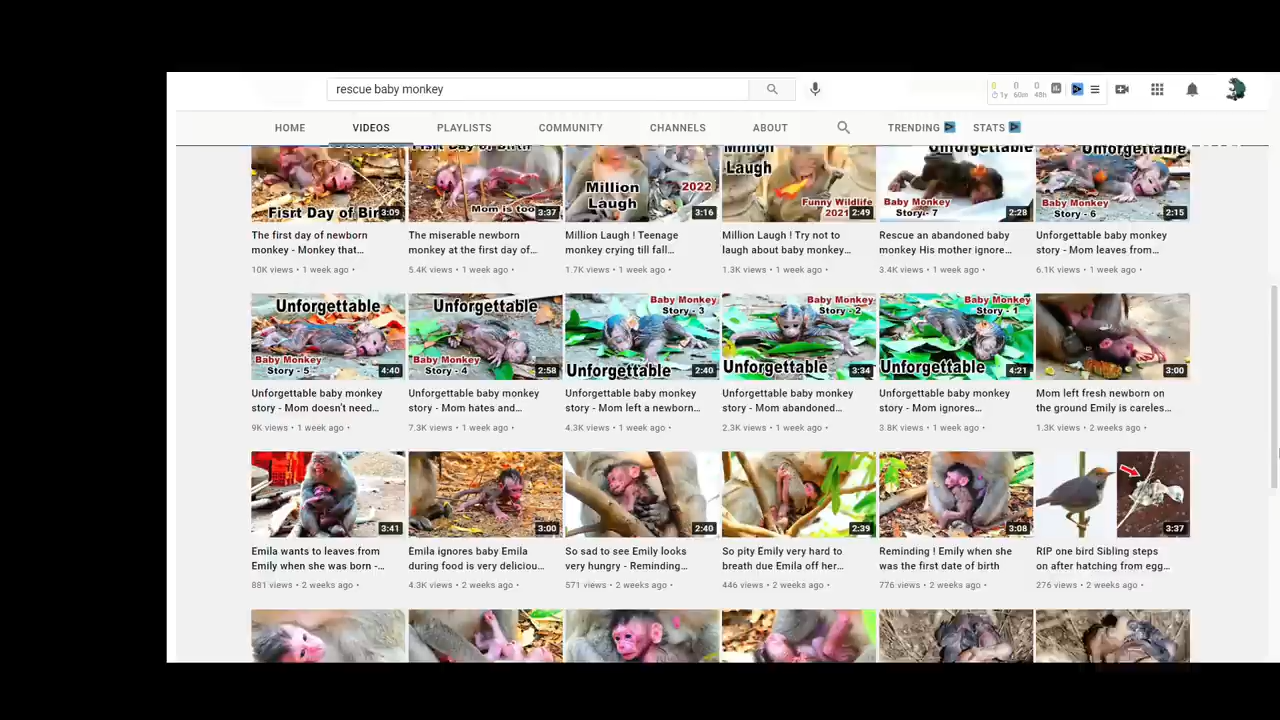 rescue baby monkey
0 0 0
1y 60m 48h
HOME VIDEOS PLAYLISTS COMMUNITY CHANNELS ABOUT TRENDING STATS
Fisrt Day of Bir 3:09
Fisrt Day of Birth
Mom is too 3:37
Million
Laugh
2022
3:16
Million
Laugh
Funny Wildlife
2021 2:49
Unforgettable
Baby Monkey
Story - 7
2:28
Unforgettable
Baby Monkey
Story - 6
2:15
The first day of newborn
monkey - Monkey that...
10K views • 1 week ago •
The miserable newborn
monkey at the first day of...
5.4K views • 1 week ago •
Million Laugh ! Teenage
monkey crying till fall...
1.7K views • 1 week ago •
Million Laugh ! Try not to
laugh about baby monkey...
1.3K views • 1 week ago •
Rescue an abandoned baby
monkey His mother ignore...
3.4K views • 1 week ago •
Unforgettable baby monkey
story - Mom leaves from...
6.1K views • 1 week ago •
Unforgettable
Baby Monkey
Story - 5
4:40
Unforgettable
Baby Monkey
Story - 4
2:58
Baby Monkey
Story - 3
Unforgettable
2:40
Baby Monkey
Story - 2
Unforgettable
3:34
Baby Monkey
Story - 1
Unforgettable
4:21
3:00
Unforgettable baby monkey
story - Mom doesn't need...
9K views • 1 week ago •
Unforgettable baby monkey
story - Mom hates and...
7.3K views • 1 week ago •
Unforgettable baby monkey
story - Mom left a newborn...
4.3K views • 1 week ago •
Unforgettable baby monkey
story - Mom abandoned...
2.3K views • 1 week ago •
Unforgettable baby monkey
story - Mom ignores...
3.8K views • 1 week ago •
Mom left fresh newborn on
the ground Emily is careles...
1.3K views • 2 weeks ago •
3:41
3:00
2:40
2:39
3:08
3:37
Emila wants to leaves from
Emily when she was born -...
881 views • 2 weeks ago •
Emila ignores baby Emila
during food is very deliciou...
4.3K views • 2 weeks ago •
So sad to see Emily looks
very hungry - Reminding...
571 views • 2 weeks ago •
So pity Emily very hard to
breath due Emila off her...
446 views • 2 weeks ago •
Reminding ! Emily when she
was the first date of birth
776 views • 2 weeks ago •
RIP one bird Sibling steps
on after hatching from egg...
276 views • 2 weeks ago •